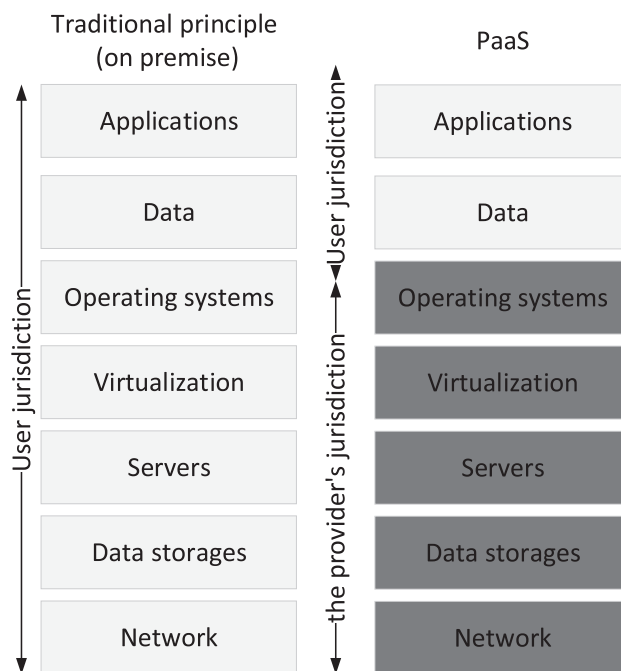 Traditional principle
(on premise)
User jurisdiction
Applications
Data
Operating systems
Virtualization
Servers
Data storages
Network
PaaS
User jurisdiction
the provider's jurisdiction
Applications
Data
Operating systems
Virtualization
Servers
Data storages
Network